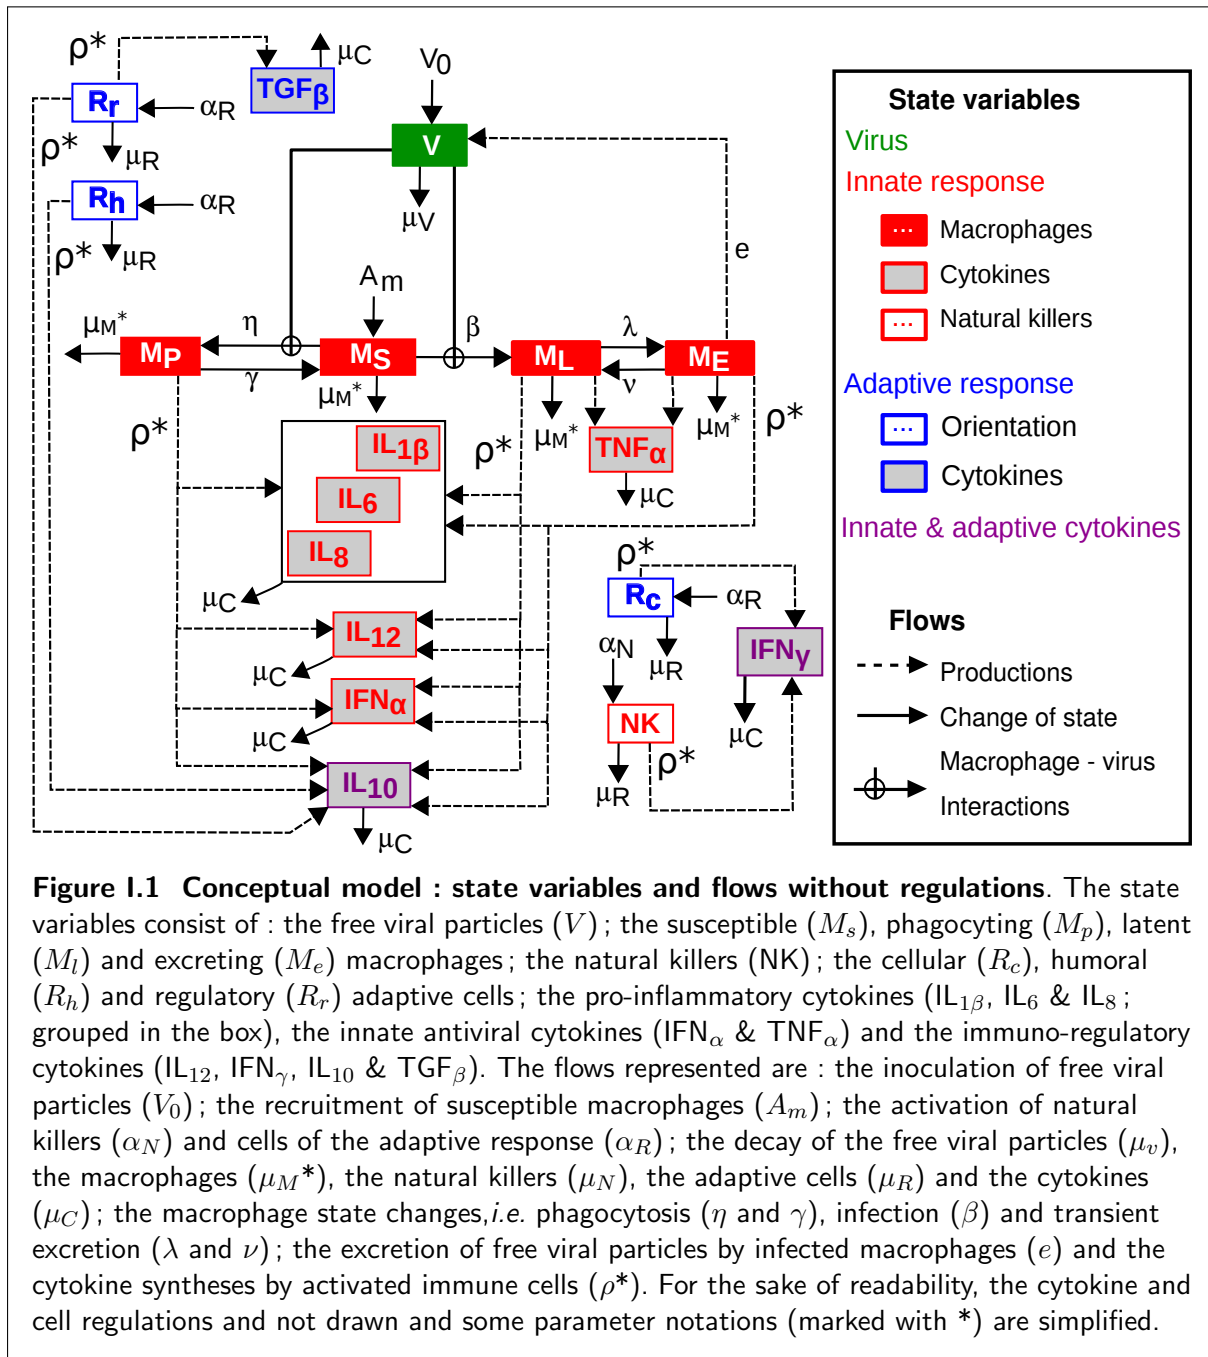 ρ*
μC
TGFβ
V0
Rr
αR
V
ρ*
μR
Rh
αR
μV
ρ*
μR
e
Am
μM*
η
β
λ
MP
MS
ML
ME
γ
ν
μM*
μM*
μM*
ρ*
ρ*
ρ*
IL1β
TNFα
IL6
μC
IL8
μC
ρ*
Rc
αR
IL12
αN
IFNγ
μC
μR
IFNα
NK
μC
μC
ρ*
IL10
μR
μC
State variables
Virus
Innate response
... Macrophages
Cytokines
... Natural killers
Adaptive response
... Orientation
Cytokines
Innate & adaptive cytokines
Flows
Productions
Change of state
Macrophage - virus
Interactions
Figure I.1 Conceptual model : state variables and flows without regulations. The state
variables consist of : the free viral particles (V) ; the susceptible (Ms), phagocyting (Mp), latent
(Ml) and excreting (Me) macrophages ; the natural killers (NK) ; the cellular (Rc), humoral
(Rh) and regulatory (Rr) adaptive cells ; the pro-inflammatory cytokines (IL1β, IL6 & IL8 ;
grouped in the box), the innate antiviral cytokines (IFNα & TNFα) and the immuno-regulatory
cytokines (IL12, IFNγ, IL10 & TGFβ). The flows represented are : the inoculation of free viral
particles (V0) ; the recruitment of susceptible macrophages (Am) ; the activation of natural
killers (αN) and cells of the adaptive response (αR) ; the decay of the free viral particles (μv),
the macrophages (μM*), the natural killers (μN), the adaptive cells (μR) and the cytokines
(μC) ; the macrophage state changes,i.e. phagocytosis (η and γ), infection (β) and transient
excretion (λ and ν) ; the excretion of free viral particles by infected macrophages (e) and the
cytokine syntheses by activated immune cells (ρ*). For the sake of readability, the cytokine and
cell regulations and not drawn and some parameter notations (marked with *) are simplified.